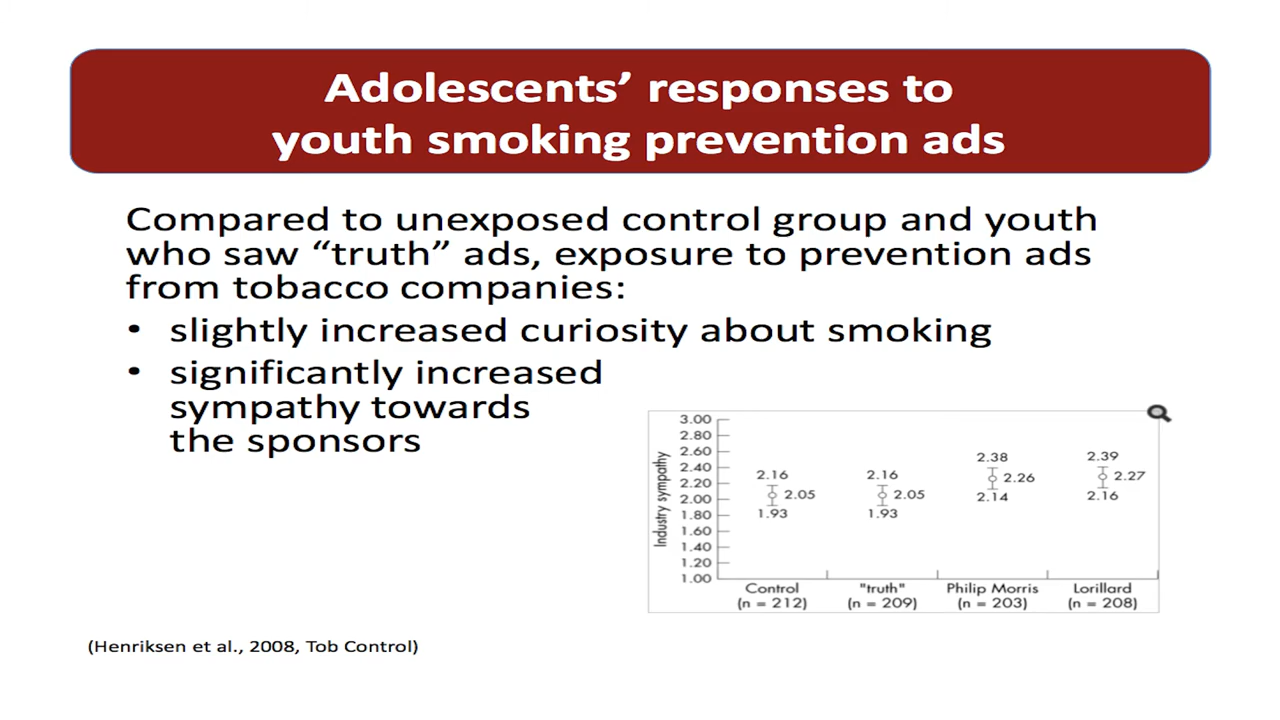 Adolescents’ responses to
youth smoking prevention ads
Compared to unexposed control group and youth
who saw “truth” ads, exposure to prevention ads
from tobacco companies:
• slightly increased curiosity about smoking
• significantly increased
sympathy towards
the sponsors
Industry sympathy
3.00
2.80
2.60
2.40
2.20
2.00
1.80
1.60
1.40
1.20
1.00
2.16
2.05
1.93
2.16
2.05
1.93
2.38
2.26
2.14
2.39
2.27
2.16
Control
(n = 212)
"truth"
(n = 209)
Philip Morris
(n = 203)
Lorillard
(n = 208)
(Henriksen et al., 2008, Tob Control)